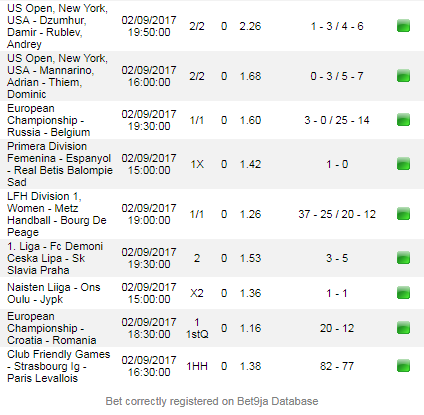 US Open, New York,
USA - Dzumhur,
Damir - Rublev,
Andrey
02/09/2017
19:50:00
2/2
0
2.26
1 - 3 / 4 - 6
US Open, New York,
USA - Mannarino,
Adrian - Thiem,
Dominic
02/09/2017
16:00:00
2/2
0
1.68
0 - 3 / 5 - 7
European
Championship -
Russia - Belgium
02/09/2017
19:30:00
1/1
0
1.60
3 - 0 / 25 - 14
Primera Division
Femenina - Espanyol
- Real Betis Balompie
Sad
02/09/2017
15:00:00
1X
0
1.42
1 - 0
LFH Division 1,
Women - Metz
Handball - Bourg De
Peage
02/09/2017
19:00:00
1/1
0
1.26
37 - 25 / 20 - 12
1. Liga - Fc Demoni
Ceska Lipa - Sk
Slavia Praha
02/09/2017
19:30:00
2
0
1.53
3 - 5
Naisten Liiga - Ons
Oulu - Jypk
02/09/2017
15:00:00
X2
0
1.36
1 - 1
European
Championship -
Croatia - Romania
02/09/2017
18:30:00
1
1stQ
0
1.16
20 - 12
Club Friendly Games
- Strasbourg Ig -
Paris Levallois
02/09/2017
16:30:00
1HH
0
1.38
82 - 77
Bet correctly registered on Bet9ja Database